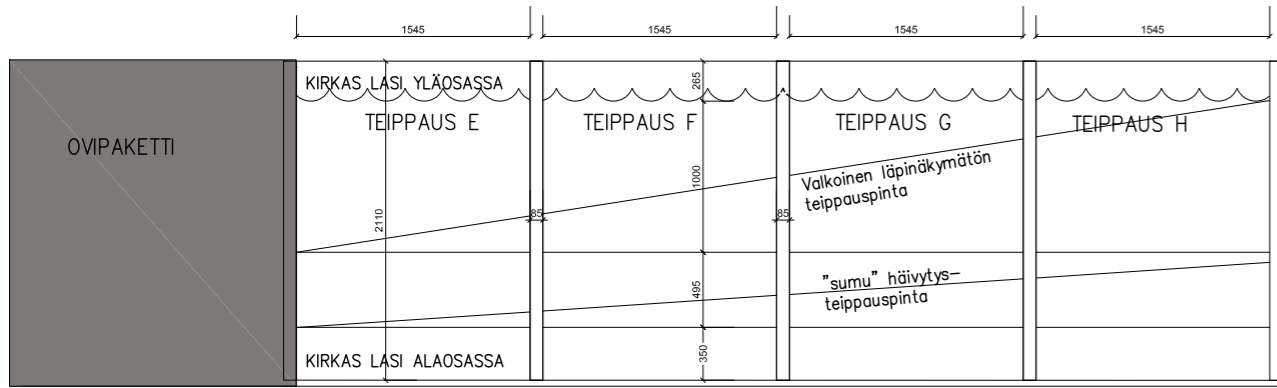 1545
1545
1545
1545
KIRKAS LASI YLÄOSASSA
265
TEIPPAUS E
TEIPPAUS F
TEIPPAUS G
TEIPPAUS H
OVIPAKETTI
Valkoinen läpinäkymätön
teippauspinta
1000
2110
85
85
"sumu" häivytys-
teippauspinta
495
KIRKAS LASI ALAOSASSA
350